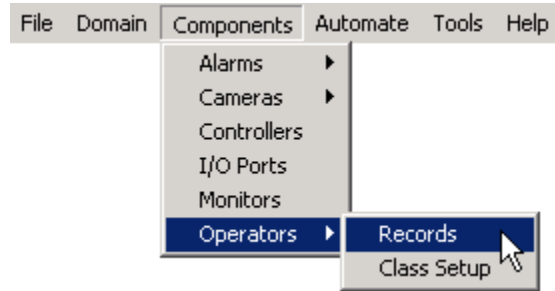 File Domain Components Automate Tools Help
Alarms
Cameras
Controllers
I/O Ports
Monitors
Operators
Records
Class Setup